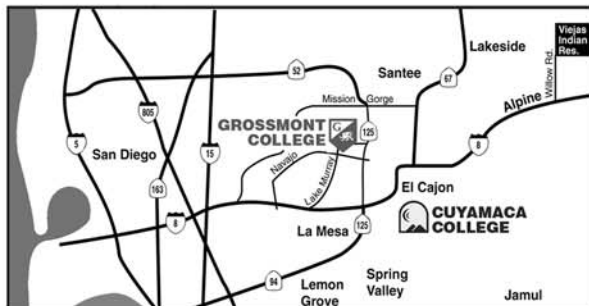 Viejas
Indian
Res.
Lakeside
Willow Rd.
52
Santee
67
Alpine
805
Mission Gorge
GROSSMONT
COLLEGE
G
125
5
San Diego
15
Navajo
8
163
Lake Murray
El Cajon
CUYAMACA
COLLEGE
8
La Mesa
125
94
Lemon
Grove
Spring
Valley
Jamul